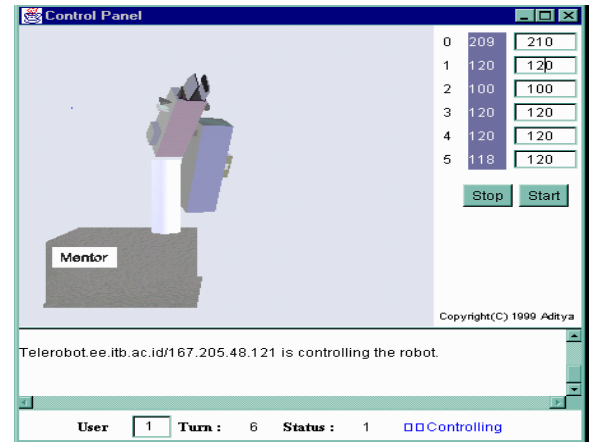 Control Panel
0 209 210
1 120 120
2 100 100
3 120 120
4 120 120
5 118 120
Stop Start
Mentor
Copyright(C) 1999 Aditya
Telerobot.ee.itb.ac.id/167.205.48.121 is controlling the robot.
User 1 Turn : 6 Status : 1 □□Controlling